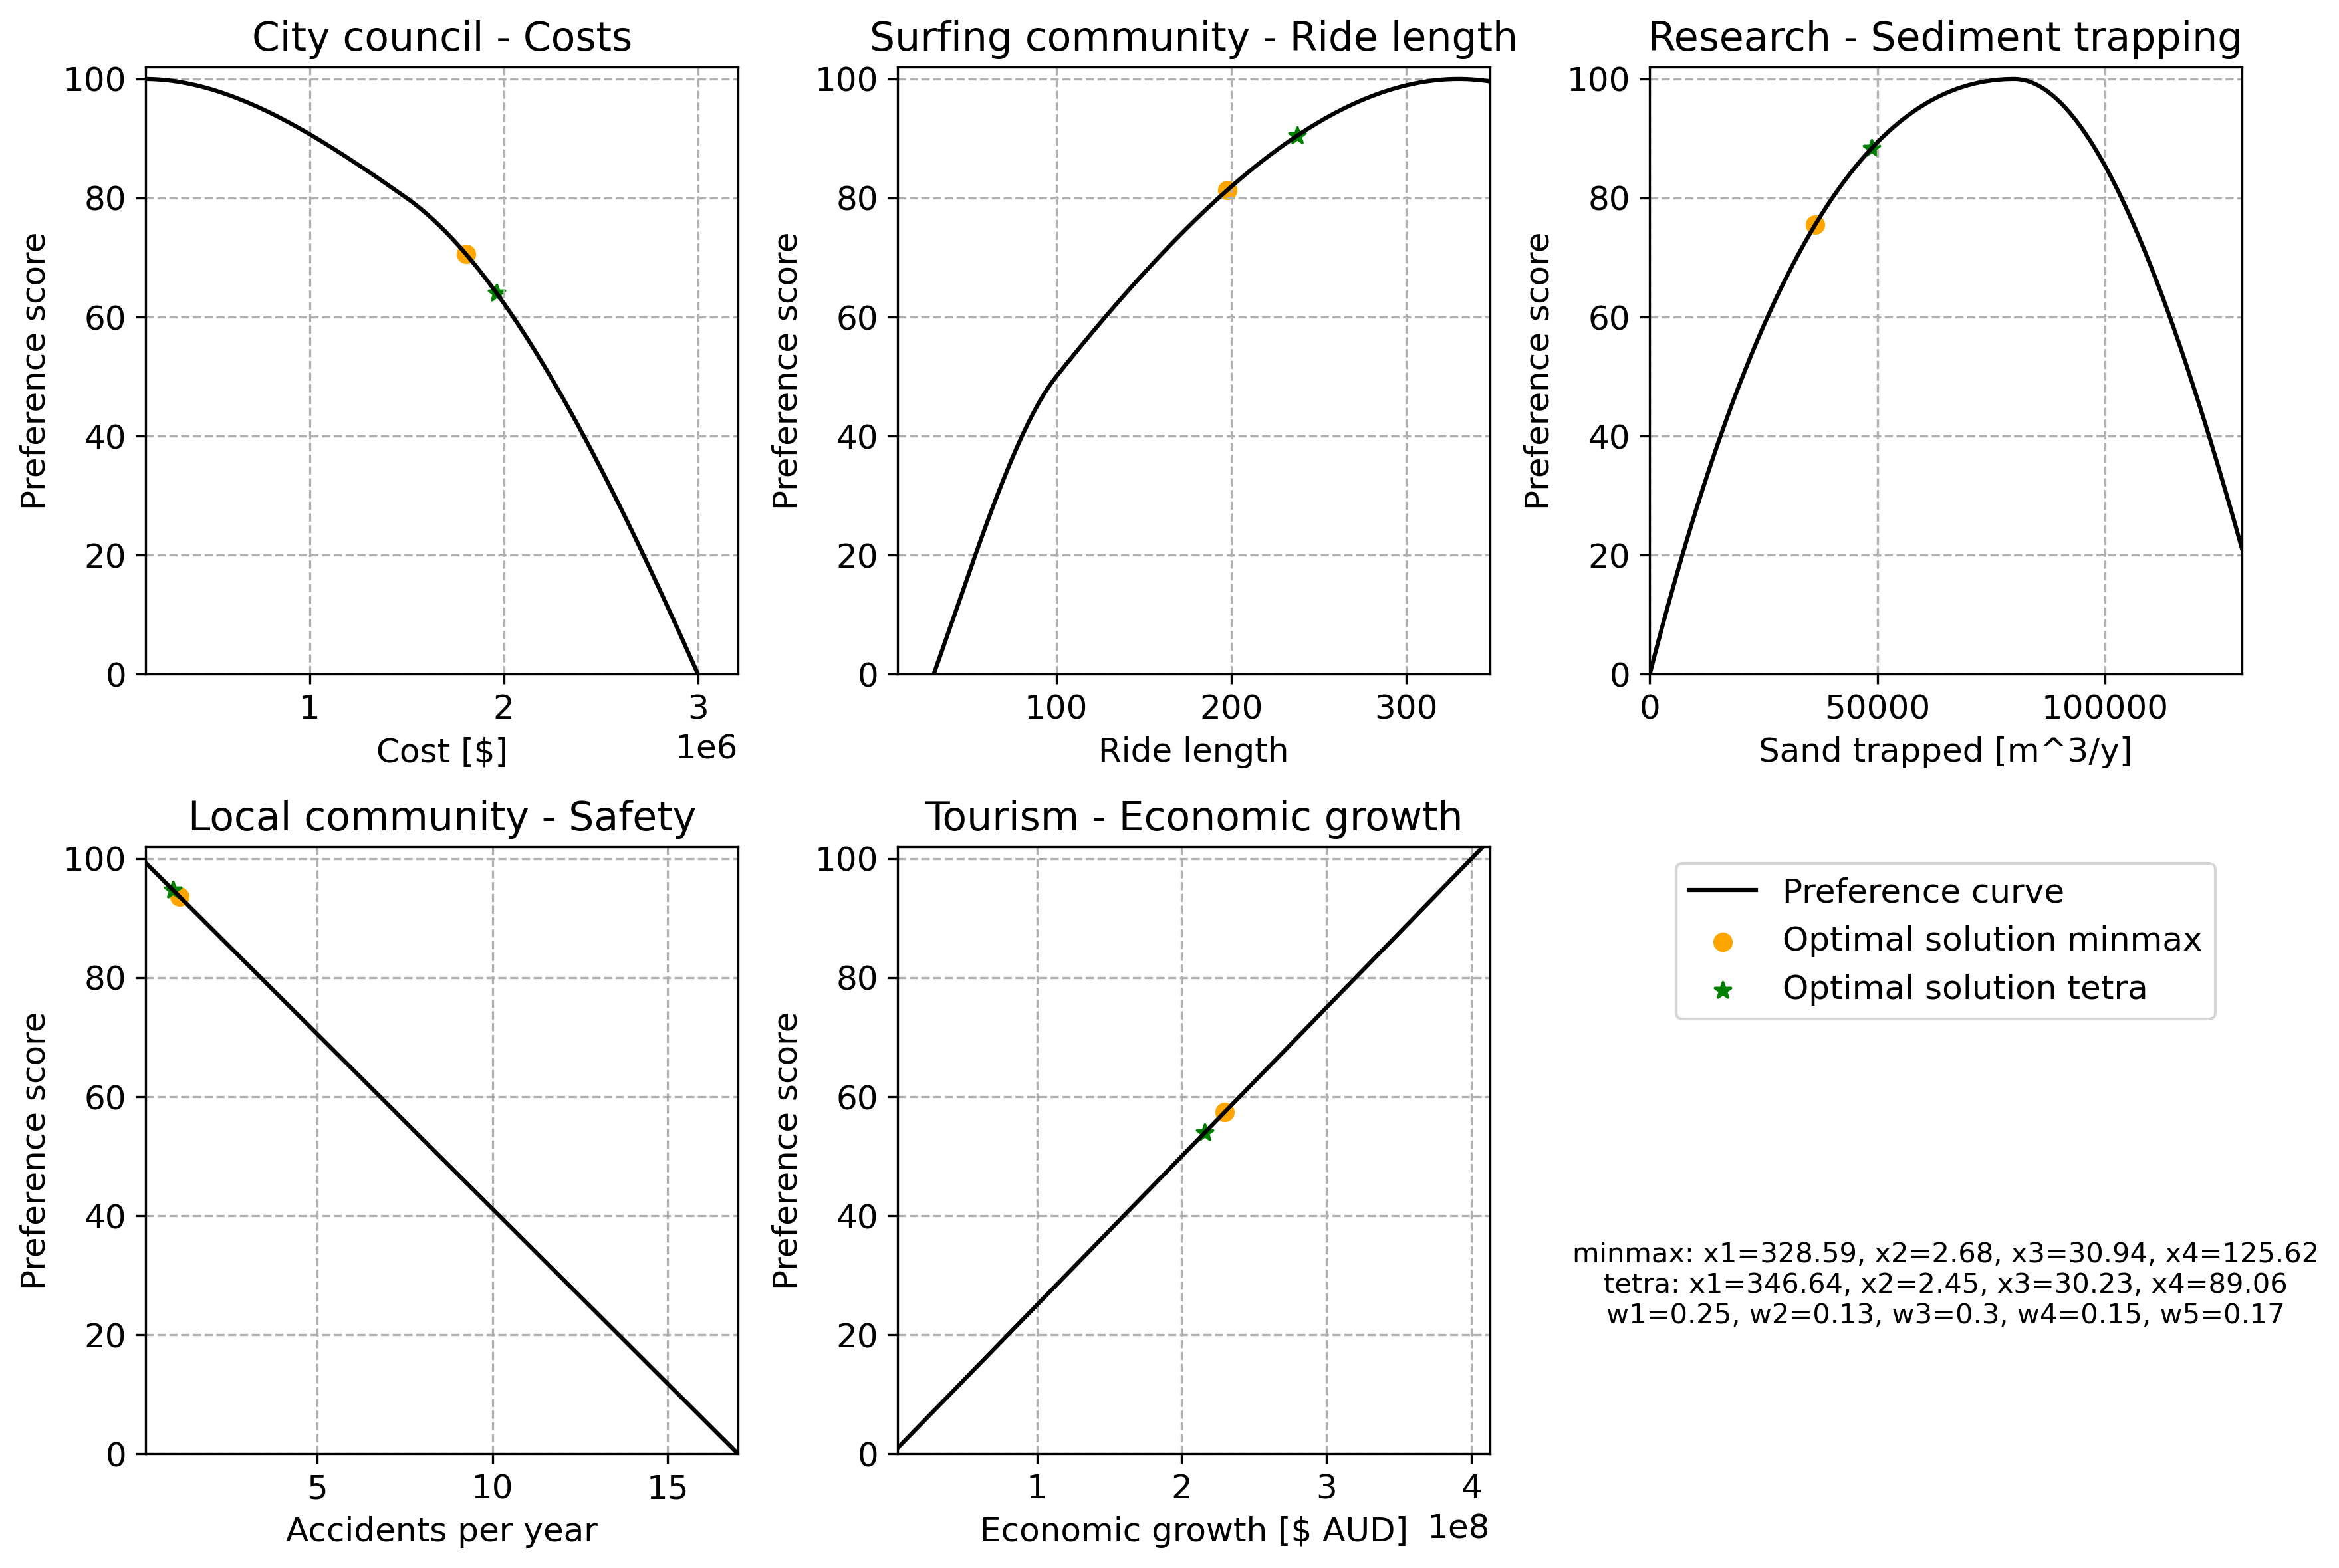 City council - Costs
100
80
60
40
20
0
Preference score
1
2
3
1e6
Cost [$]
Surfing community - Ride length
100
80
60
40
20
0
Preference score
100
200
300
Ride length
Research - Sediment trapping
100
80
60
40
20
0
Preference score
0
50000
100000
Sand trapped [m^3/y]
Local community - Safety
100
80
60
40
20
0
Preference score
5
10
15
Accidents per year
Tourism - Economic growth
100
80
60
40
20
0
Preference score
1
2
3
4
1e8
Economic growth [$ AUD]
Preference curve
Optimal solution minmax
Optimal solution tetra
minmax: x1=328.59, x2=2.68, x3=30.94, x4=125.62
tetra: x1=346.64, x2=2.45, x3=30.23, x4=89.06
w1=0.25, w2=0.13, w3=0.3, w4=0.15, w5=0.17